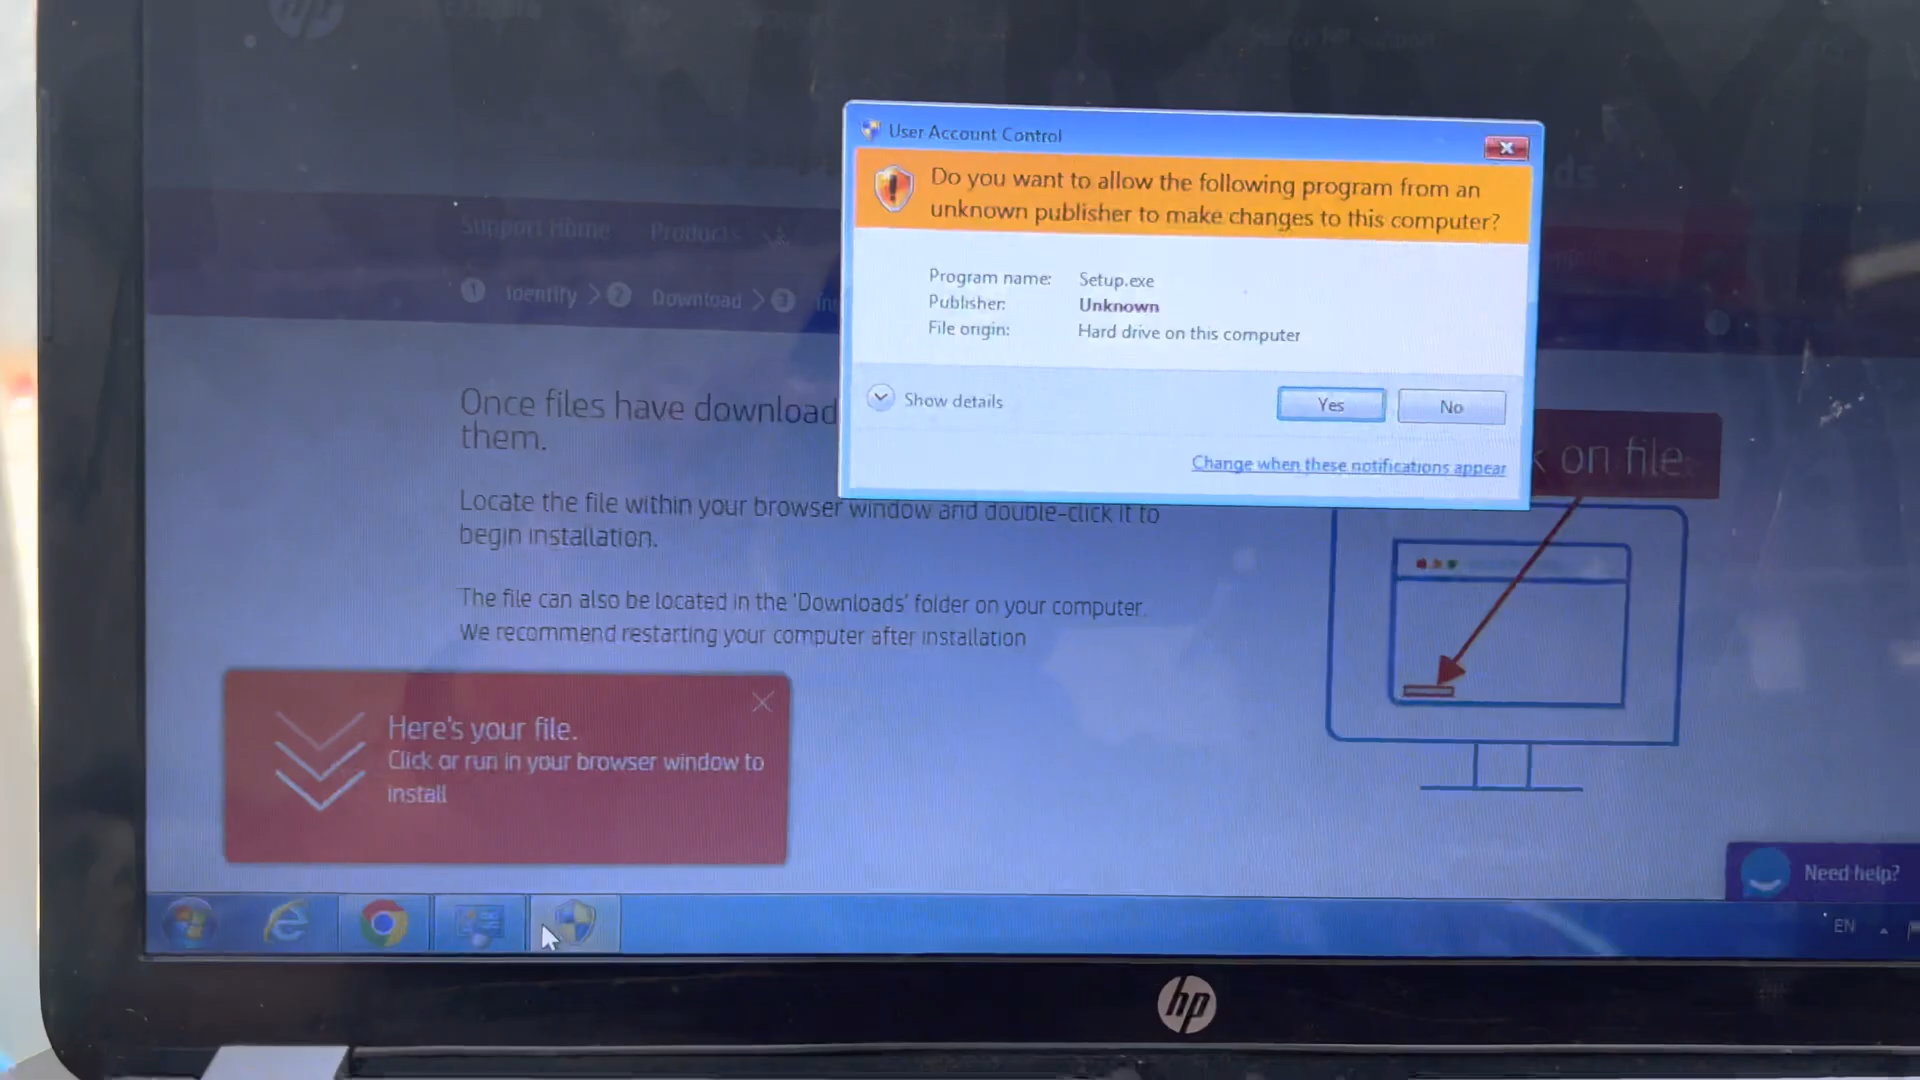 hp
User Account Control
Do you want to allow the following program from an
unknown publisher to make changes to this computer?
Program name: Setup.exe
Publisher: Unknown
File origin: Hard drive on this computer
Show details
Yes
No
Change when these notifications appear
Support Home
Products
1 Identify
2 Download
3
Once files have download
them.
Locate the file within your browser window and double-click it to
begin installation.
The file can also be located in the 'Downloads' folder on your computer.
We recommend restarting your computer after installation
on file
Here's your file.
Click or run in your browser window to
install
Need help?
EN
hp